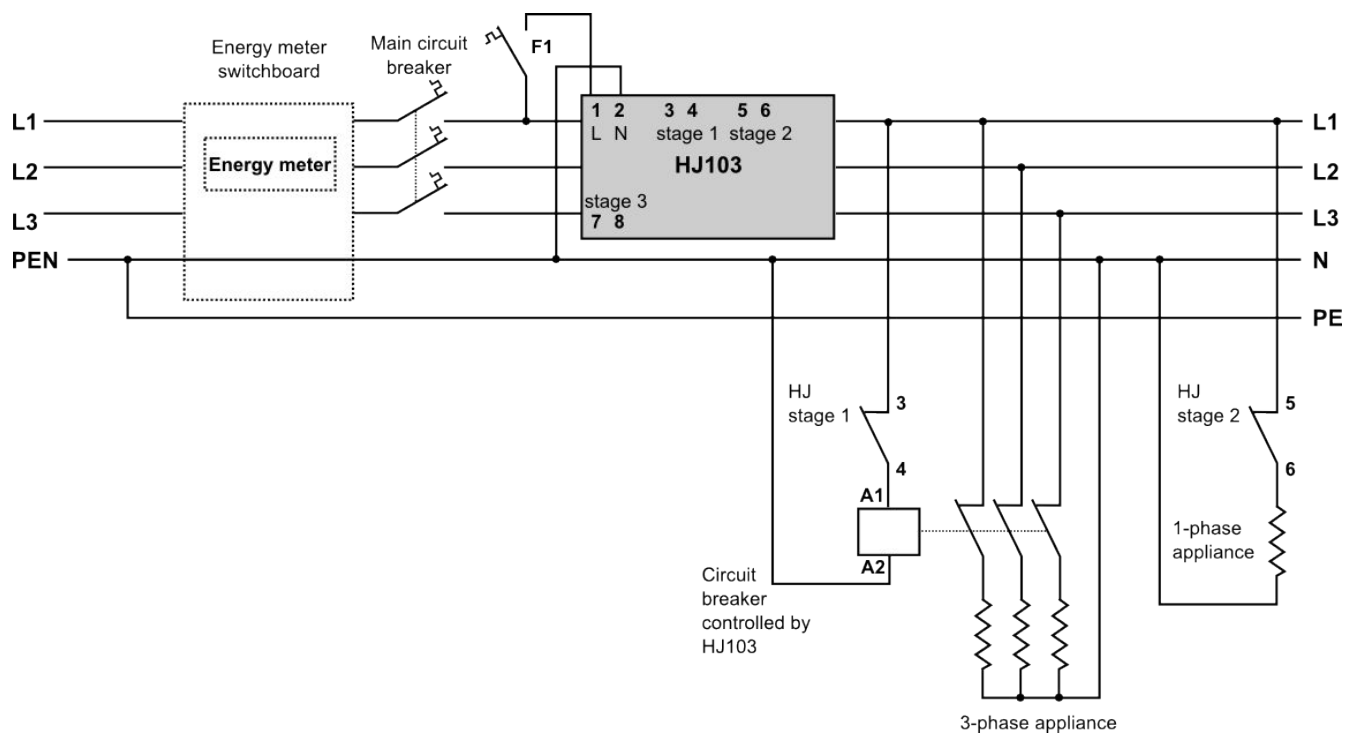 Energy meter
switchboard
Main circuit
breaker
F1
1 2 3 4 5 6
L N stage 1 stage 2
HJ103
stage 3
7 8
L1
L2
L3
PEN
Energy meter
L1
L2
L3
N
PE
HJ
stage 1
3
4
A1
A2
Circuit
breaker
controlled by
HJ103
3-phase appliance
HJ
stage 2
5
6
1-phase
appliance